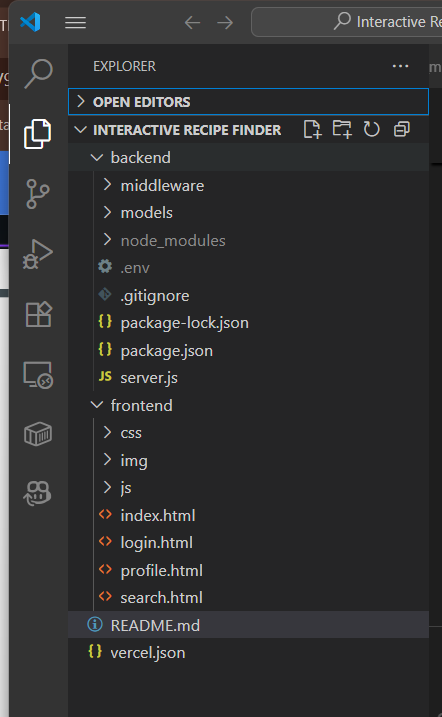 Interactive Re
EXPLORER
OPEN EDITORS
INTERACTIVE RECIPE FINDER
backend
middleware
models
node_modules
.env
.gitignore
{} package-lock.json
{} package.json
JS server.js
frontend
css
img
js
<> index.html
<> login.html
<> profile.html
<> search.html
README.md
{} vercel.json